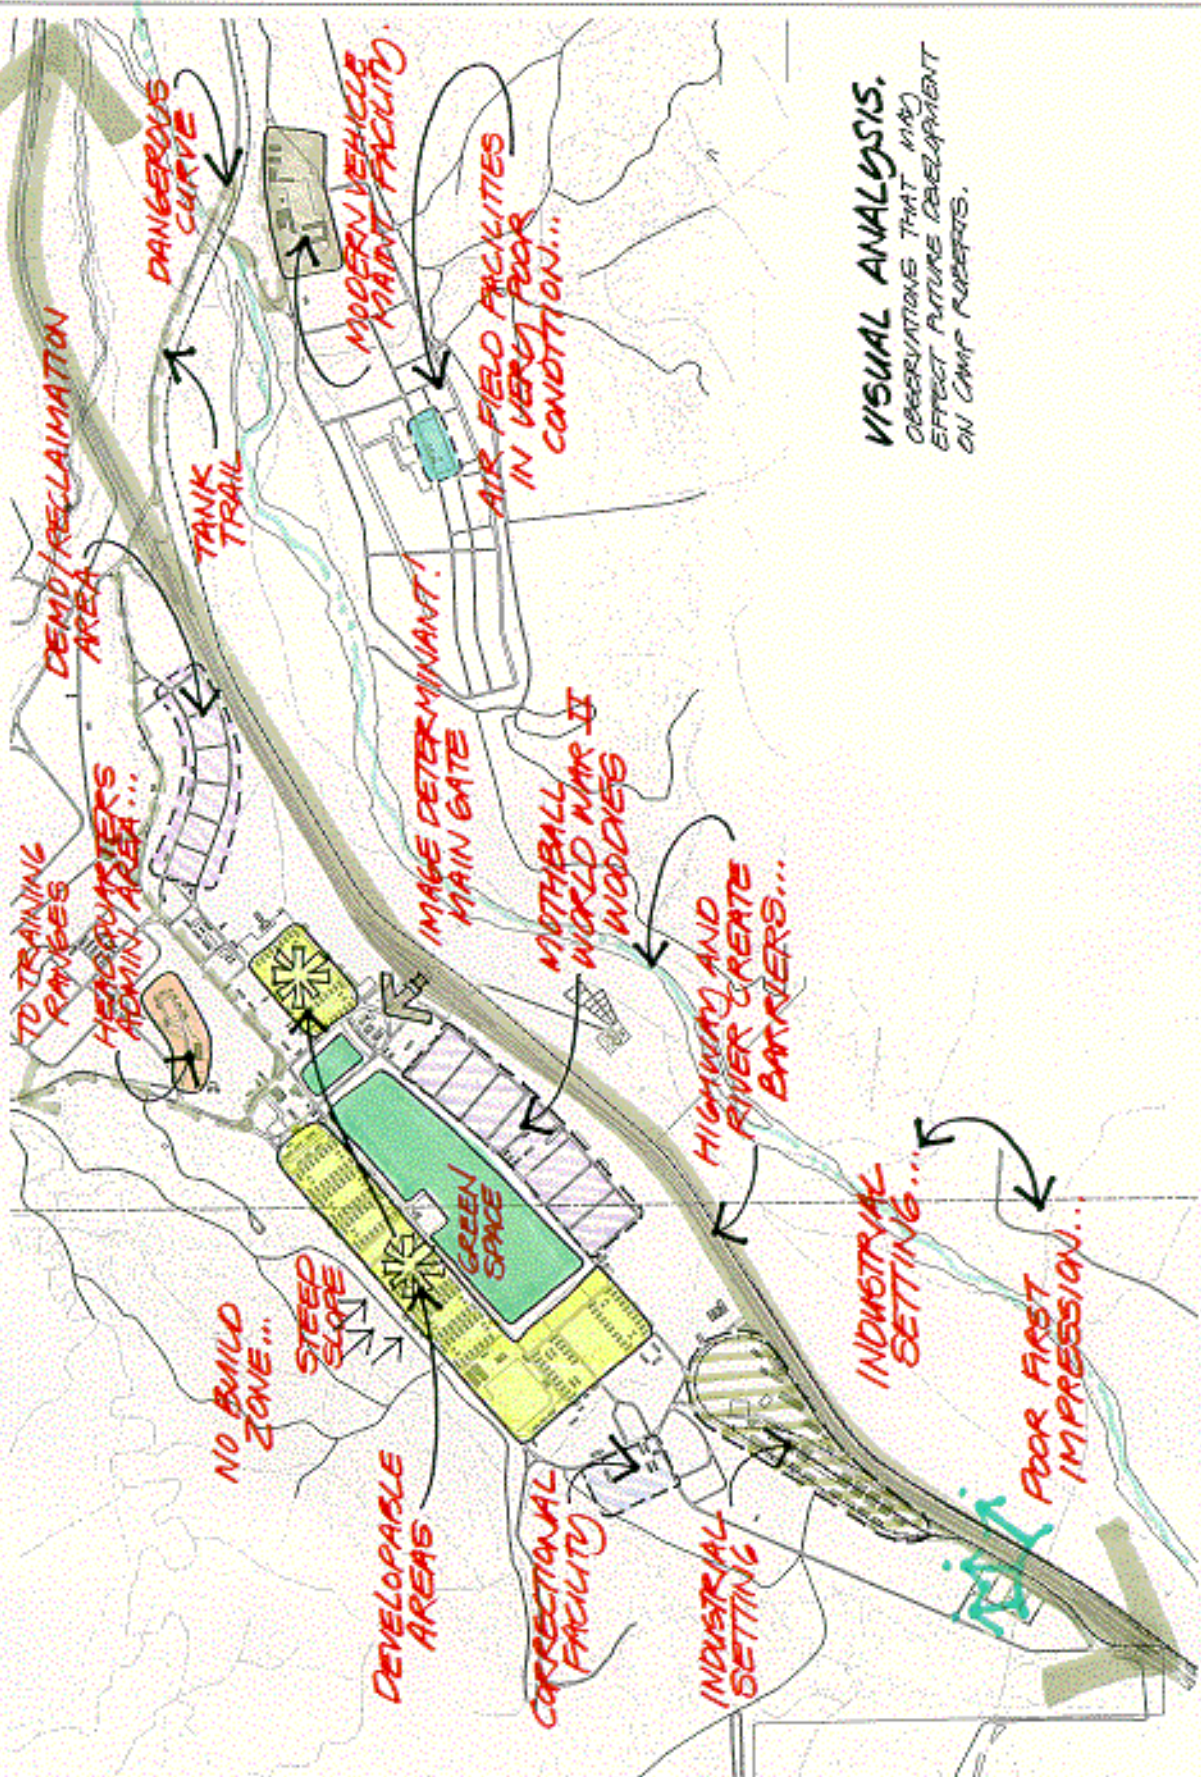 VISUAL ANALYSIS.
OBSERVATIONS THAT MAY
EFFECT FUTURE DEVELOPMENT
ON CAMP ROBERTS.
DANGEROUS
CURVE
MODERN VEHICLE
MAINT FACILITY.
AIR FIELD FACILITIES
IN VERY POOR
CONDITION...
DEMO/RECLAIMATION
AREA
TANK
TRAIL
TO TRAINING
RANGES
HEADQUARTERS
ADMIN AREA...
IMAGE DETERMINANT!
MAIN GATE
MOTHBALL
WORLD WAR II
WOODIES
HIGHWAY AND
RIVER CREATE
BARRIERS...
GREEN
SPACE
STEEP
SLOPE
NO BUILD
ZONE...
DEVELOPABLE
AREAS
CORRECTIONAL
FACILITY
INDUSTRIAL
SETTING
INDUSTRIAL
SETTING...
POOR FIRST
IMPRESSION...